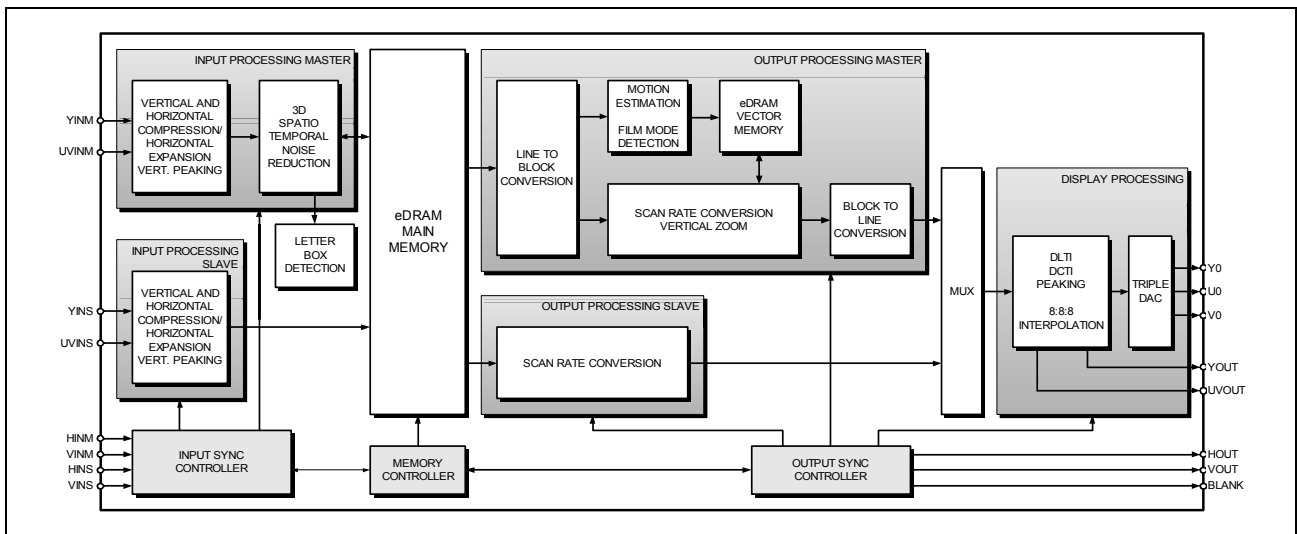 INPUT PROCESSING MASTER
VERTICAL AND
HORIZONTAL
COMPRESSION/
HORIZONTAL
EXPANSION
VERT. PEAKING
3D
SPATIO
TEMPORAL
NOISE
REDUCTION
YINM
UVINM
LETTER
BOX
DETECTION
INPUT PROCESSING
SLAVE
VERTICAL AND
HORIZONTAL
COMPRESSION/
HORIZONTAL
EXPANSION
VERT. PEAKING
YINS
UVINS
HINM
VINM
HINS
VINS
INPUT SYNC
CONTROLLER
eDRAM
MAIN
MEMORY
MEMORY
CONTROLLER
OUTPUT PROCESSING MASTER
LINE TO
BLOCK
CONVERSION
MOTION
ESTIMATION
FILM MODE
DETECTION
eDRAM
VECTOR
MEMORY
SCAN RATE CONVERSION
VERTICAL ZOOM
BLOCK TO
LINE
CONVERSION
OUTPUT PROCESSING SLAVE
SCAN RATE CONVERSION
OUTPUT SYNC
CONTROLLER
MUX
DISPLAY PROCESSING
DLTI
DCTI
PEAKING
8:8:8
INTERPOLATION
TRIPLE
DAC
Y0
U0
V0
YOUT
UVOUT
HOUT
VOUT
BLANK